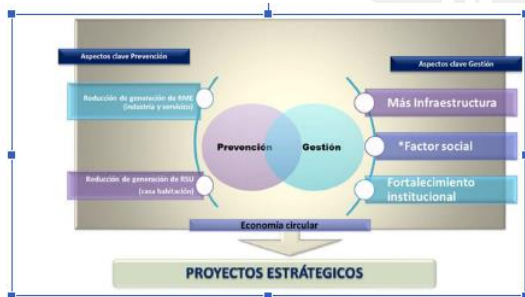 Aspectos clave Prevención
Aspectos clave Gestión
Reducción de generación de RME
(industria y servicios)
Reducción de generación de RSU
(casa habitación)
Prevención
Gestión
Más Infraestructura
*Factor social
Fortalecimiento
institucional
Economía circular
PROYECTOS ESTRÁTEGICOS